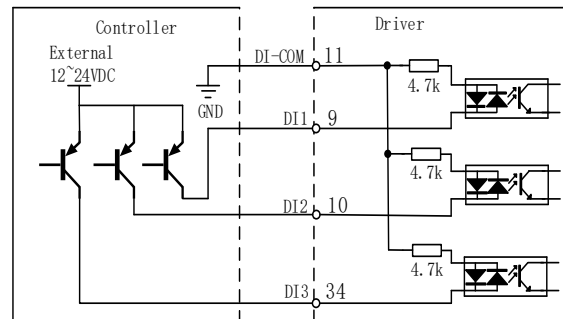 Controller
Driver
External
12~24VDC
DI-COM 11
4.7k
GND
DI1 9
4.7k
DI2 10
4.7k
DI3 34